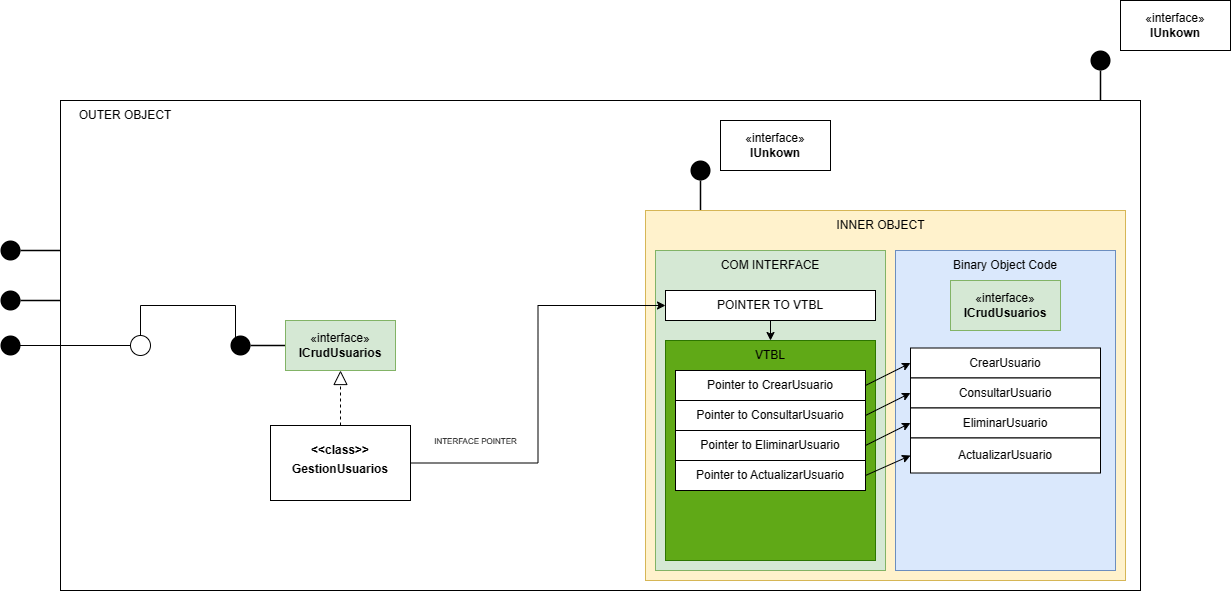 «interface»
IUnkown
OUTER OBJECT
«interface»
IUnkown
INNER OBJECT
COM INTERFACE
Binary Object Code
POINTER TO VTBL
«interface»
ICrudUsuarios
«interface»
ICrudUsuarios
VTBL
Pointer to CrearUsuario
Pointer to ConsultarUsuario
Pointer to EliminarUsuario
Pointer to ActualizarUsuario
CrearUsuario
ConsultarUsuario
EliminarUsuario
ActualizarUsuario
<<class>>
GestionUsuarios
INTERFACE POINTER